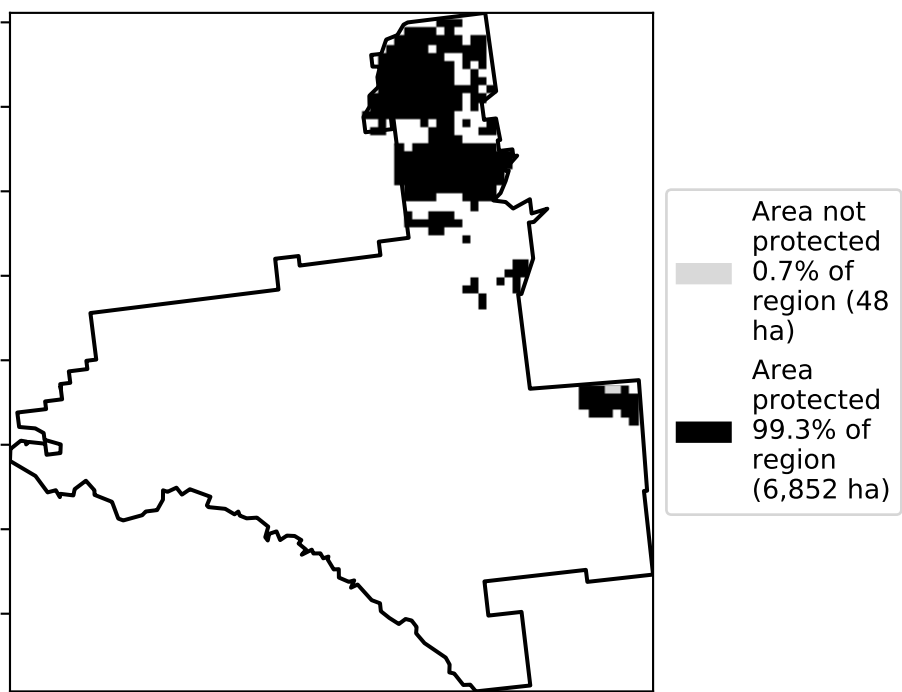 Area not
protected
0.7% of
region (48
ha)
Area
protected
99.3% of
region
(6,852 ha)